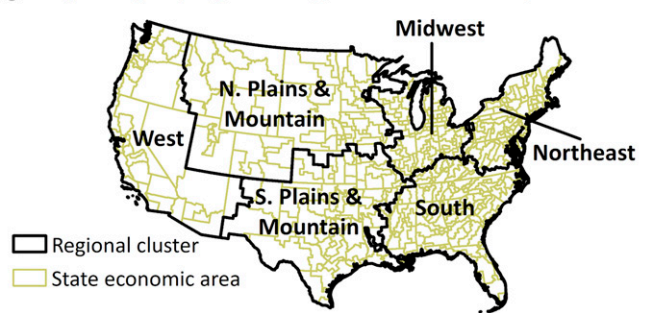 Midwest
N. Plains &
Mountain
West
Northeast
S. Plains &
Mountain
South
Regional cluster
State economic area